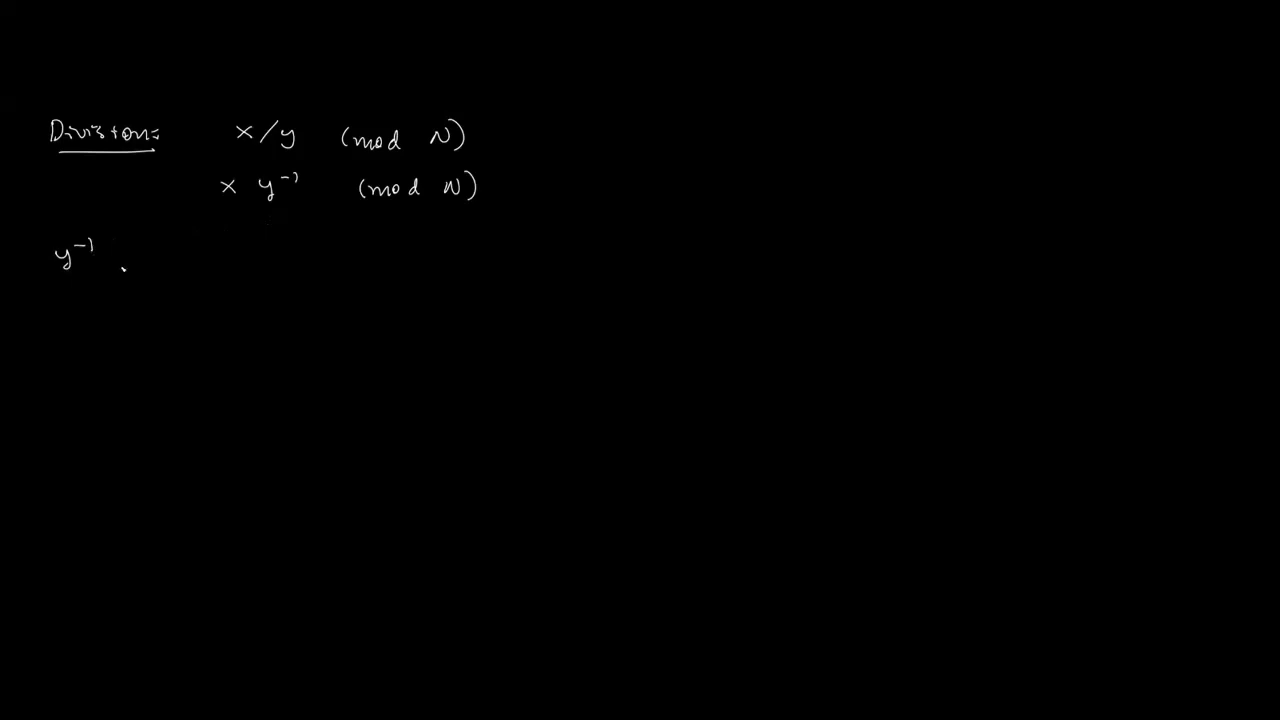 Division: x/y (mod N)
x y⁻¹ (mod N)
y⁻¹